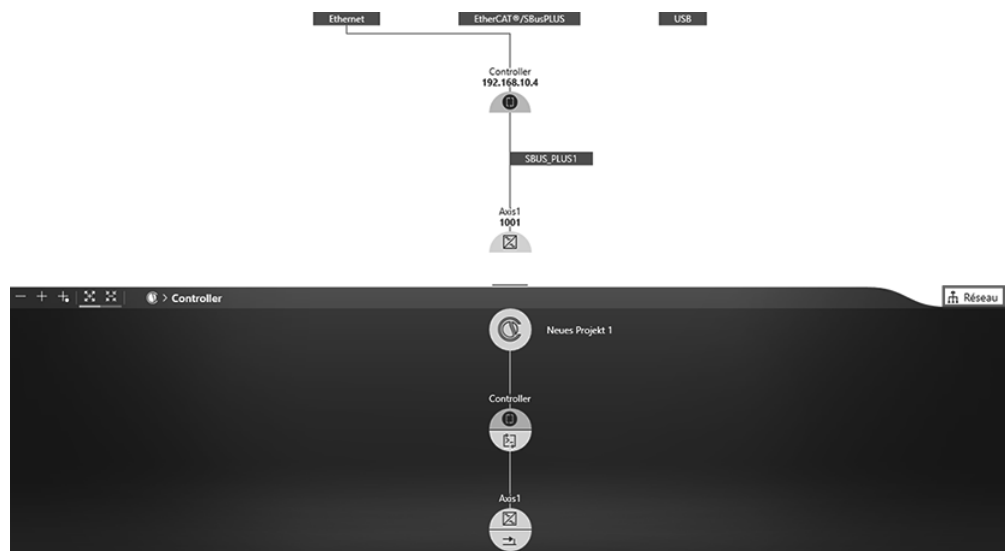 Ethernet
EtherCAT®/SBusPLUS
USB
Controller
192.168.10.4
SBUS_PLUS1
Axis1
1001
> Controller
Réseau
Neues Projekt 1
Controller
Axis1